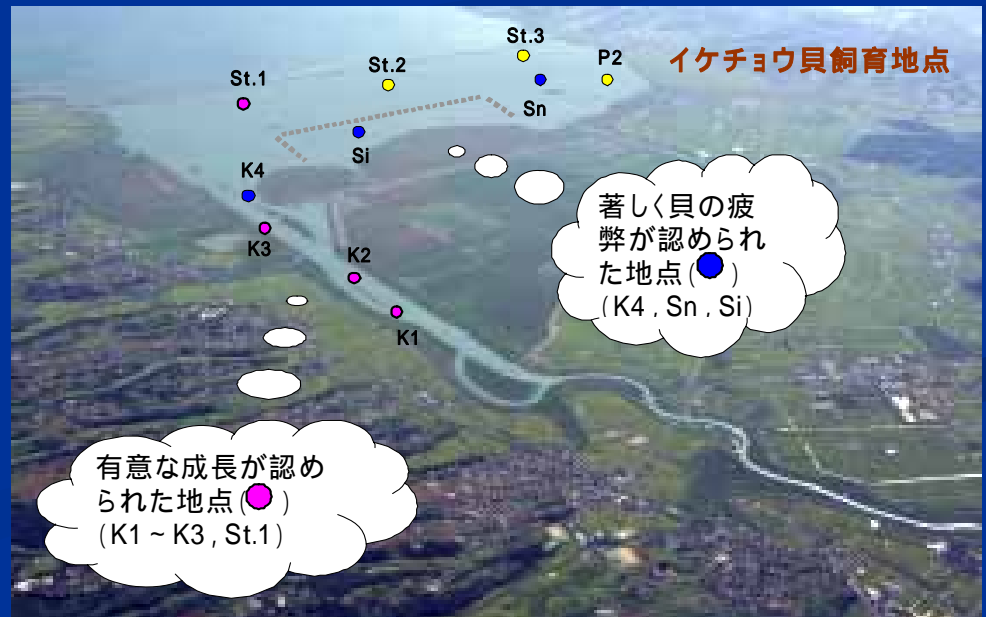 イケチョウ貝飼育地点
St.3
P2
St.2
St.1
Sn
Si
K4
K3
K2
K1
著しく貝の疲
弊が認められ
た地点( )
(K4 , Sn , Si)
有意な成長が認め
られた地点( )
(K1 ~ K3 , St.1)